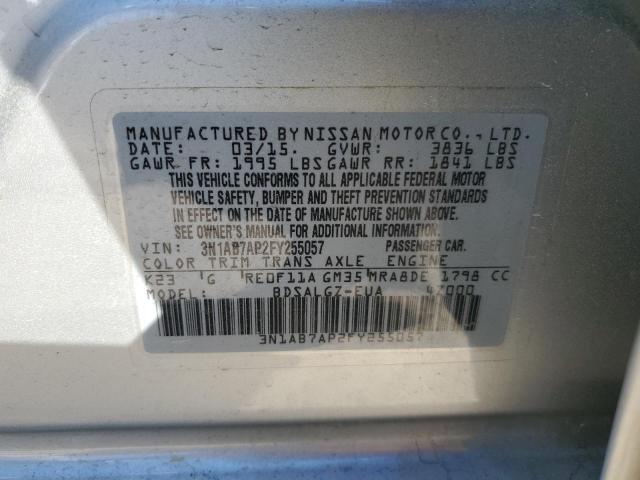 MANUFACTURED BY NISSAN MOTOR CO., LTD.
DATE: 03/15. GVWR: 3836 LBS
GAWR FR: 1995 LBS GAWR RR: 1841 LBS
THIS VEHICLE CONFORMS TO ALL APPLICABLE FEDERAL MOTOR
VEHICLE SAFETY, BUMPER AND THEFT PREVENTION STANDARDS
IN EFFECT ON THE DATE OF MANUFACTURE SHOWN ABOVE.
SEE OWNER'S MANUAL FOR ADDITIONAL INFORMATION.
VIN: 3N1AB7AP2FY255057 PASSENGER CAR.
COLOR TRIM TRANS AXLE ENGINE
K23 G RE0F11A GM35 MRA8DE 1798 CC
MODEL: BDSALGZ-EUA 47000
3N1AB7AP2FY255057